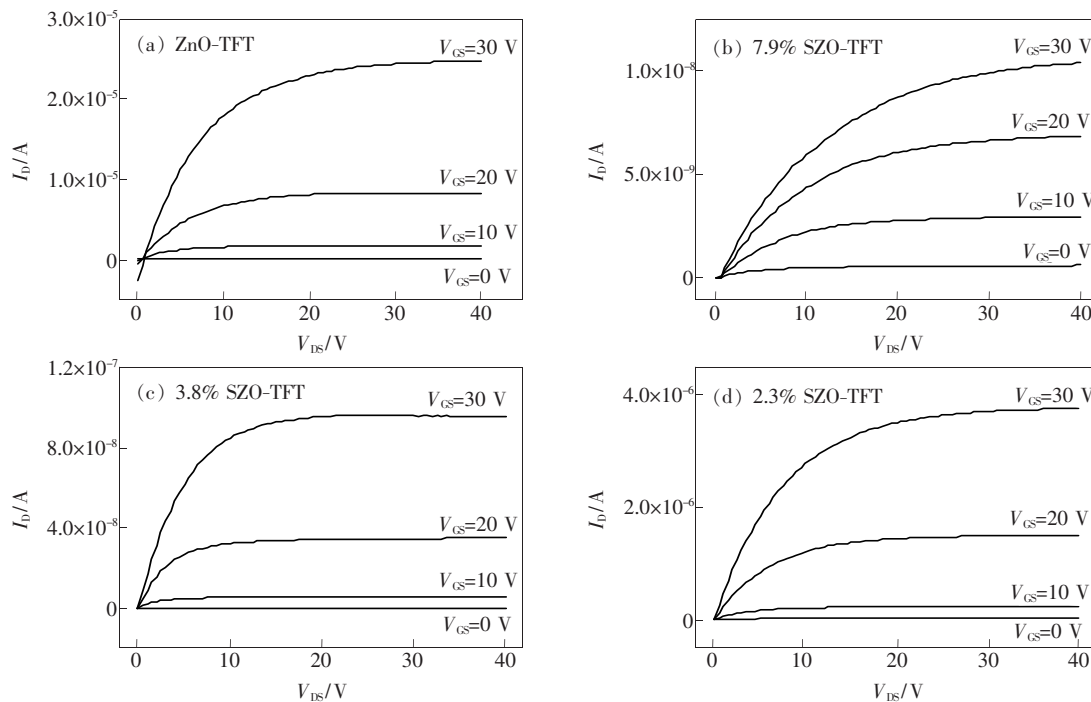 (a) ZnO-TFT
V_GS=30 V
V_GS=20 V
V_GS=10 V
V_GS=0 V
3.0×10⁻⁵
2.0×10⁻⁵
1.0×10⁻⁵
0
I_D/A
0 10 20 30 40
V_DS/V
(b) 7.9% SZO-TFT
V_GS=30 V
V_GS=20 V
V_GS=10 V
V_GS=0 V
1.0×10⁻⁸
5.0×10⁻⁹
0
I_D/A
0 10 20 30 40
V_DS/V
(c) 3.8% SZO-TFT
V_GS=30 V
V_GS=20 V
V_GS=10 V
V_GS=0 V
1.2×10⁻⁷
8.0×10⁻⁸
4.0×10⁻⁸
0
I_D/A
0 10 20 30 40
V_DS/V
(d) 2.3% SZO-TFT
V_GS=30 V
V_GS=20 V
V_GS=10 V
V_GS=0 V
4.0×10⁻⁶
2.0×10⁻⁶
0
I_D/A
0 10 20 30 40
V_DS/V